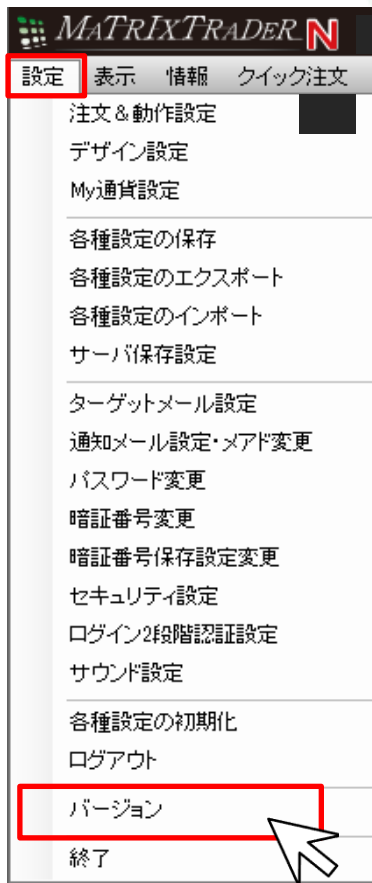 MATRIXTRADER N
設定 表示 情報 クイック注文
注文&動作設定
デザイン設定
My通貨設定
各種設定の保存
各種設定のエクスポート
各種設定のインポート
サーバ保存設定
ターゲットメール設定
通知メール設定・メアド変更
パスワード変更
暗証番号変更
暗証番号保存設定変更
セキュリティ設定
ログイン2段階認証設定
サウンド設定
各種設定の初期化
ログアウト
バージョン
終了